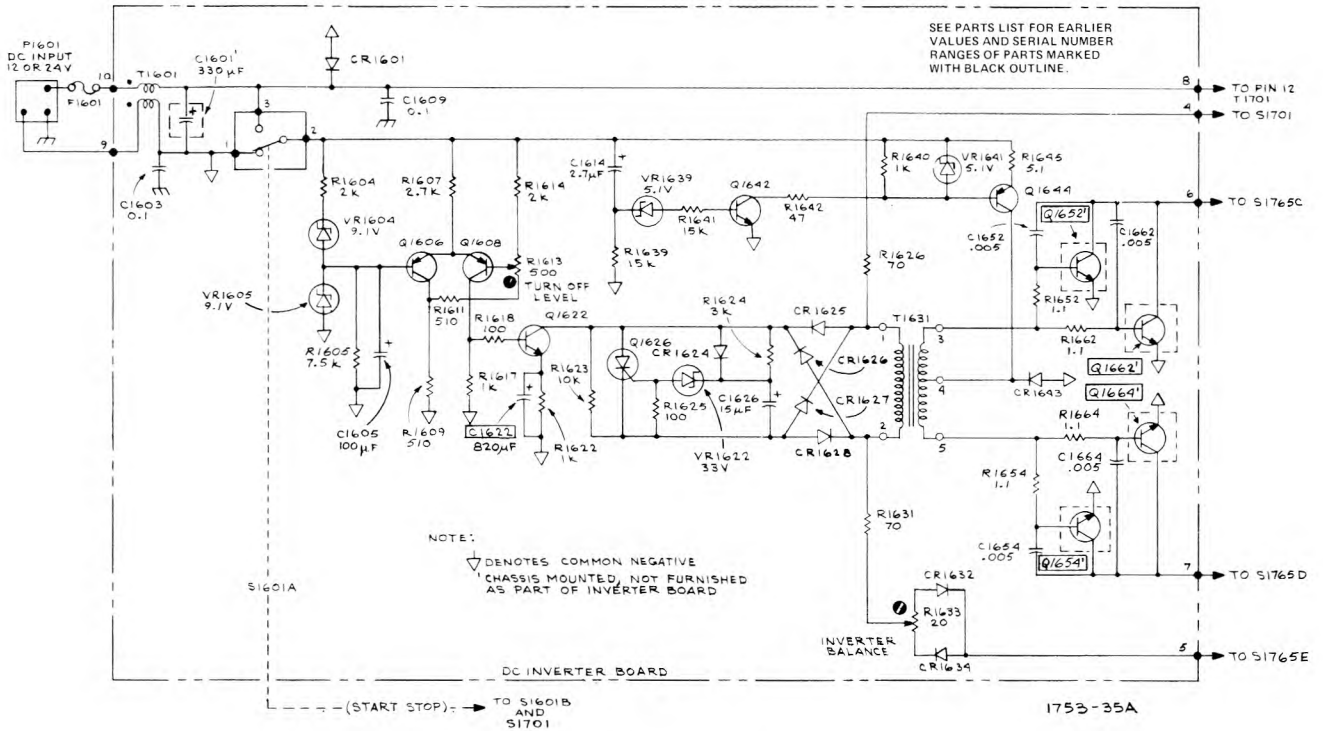 SEE PARTS LIST FOR EARLIER
VALUES AND SERIAL NUMBER
RANGES OF PARTS MARKED
WITH BLACK OUTLINE.
P1601
DC INPUT
12 OR 24V
F1601
10
T1601
C1601'
330µF
CR1601
C1609
0.1
8
TO PIN 12
T1701
4
TO S1701
9
3
1
2
C1603
0.1
R1604
2K
VR1604
9.1V
VR1605
9.1V
R1607
2.7K
R1614
2K
Q1606
Q1608
R1613
500
TURN OFF
LEVEL
C1614
2.7µF
VR1639
5.1V
R1641
15K
R1639
15K
Q1642
R1642
47
R1640
1K
VR1641
5.1V
R1645
5.1
Q1644
6
TO S1765C
C1652
.005
Q1652'
C1662
.005
R1626
70
R1652
1.1
R1605
7.5K
C1605
100µF
R1611
510
R1609
510
R1618
100
R1617
1K
Q1622
C1622
820µF
R1622
1K
R1623
10K
Q1626
CR1624
R1624
3K
R1625
100
VR1622
33V
C1626
15µF
CR1625
CR1626
CR1627
CR1628
T1631
1
2
3
4
5
R1662
1.1
Q1662'
CR1643
Q1664'
R1664
1.1
C1664
.005
R1654
1.1
C1654
.005
Q1654'
7
TO S1765D
R1631
70
NOTE:
DENOTES COMMON NEGATIVE
' CHASSIS MOUNTED, NOT FURNISHED
AS PART OF INVERTER BOARD
S1601A
CR1632
R1633
20
INVERTER
BALANCE
CR1634
5
TO S1765E
DC INVERTER BOARD
(START STOP)
TO S1601B
AND
S1701
1753-35A